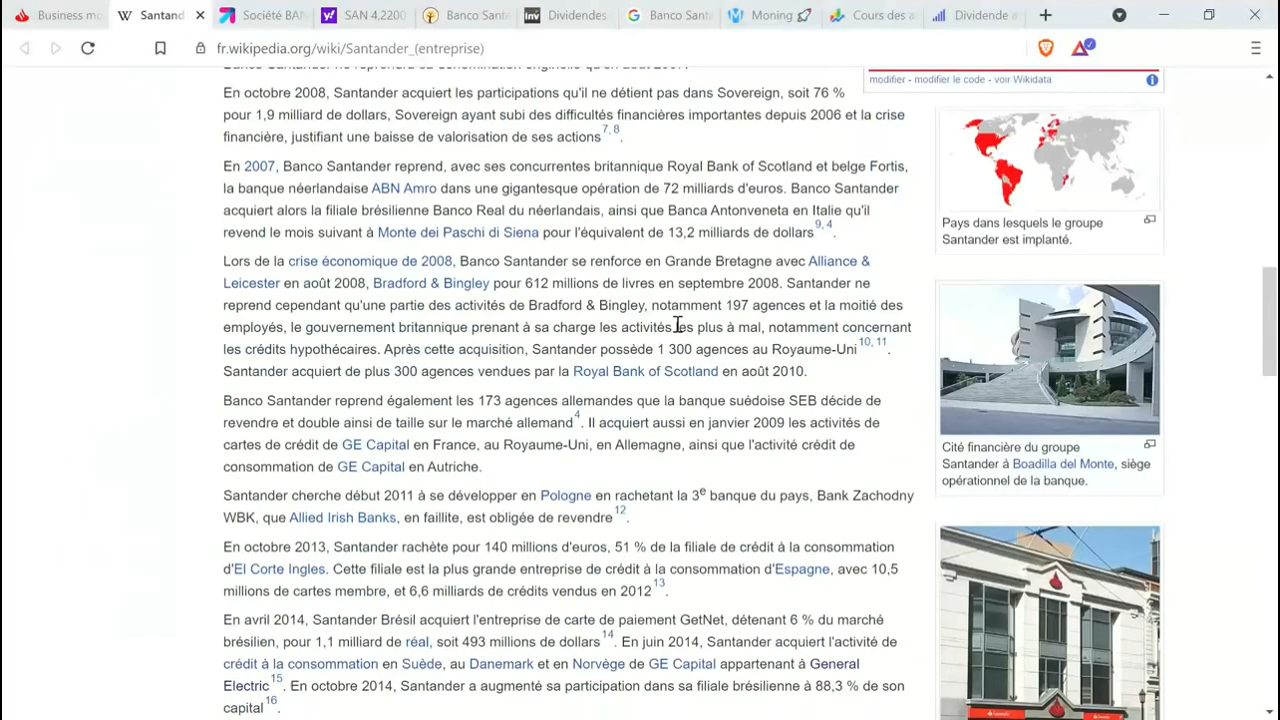 Business m
Santand
Société BAN
SAN 4,2200
Banco Sant
Dividendes
Banco Sant
Moning
Cours des a
Dividende a
fr.wikipedia.org/wiki/Santander_(entreprise)
Banco Santander ne reprendra sa dénomination originelle qu'en août 2007.
modifier - modifier le code - voir Wikidata
En octobre 2008, Santander acquiert les participations qu'il ne détient pas dans Sovereign, soit 76 %
pour 1,9 milliard de dollars, Sovereign ayant subi des difficultés financières importantes depuis 2006 et la crise
financière, justifiant une baisse de valorisation de ses actions7, 8.
En 2007, Banco Santander reprend, avec ses concurrentes britannique Royal Bank of Scotland et belge Fortis,
la banque néerlandaise ABN Amro dans une gigantesque opération de 72 milliards d'euros. Banco Santander
acquiert alors la filiale brésilienne Banco Real du néerlandais, ainsi que Banca Antonveneta en Italie qu'il
revend le mois suivant à Monte dei Paschi di Siena pour l'équivalent de 13,2 milliards de dollars9, 4.
Lors de la crise économique de 2008, Banco Santander se renforce en Grande Bretagne avec Alliance &
Leicester en août 2008, Bradford & Bingley pour 612 millions de livres en septembre 2008. Santander ne
reprend cependant qu'une partie des activités de Bradford & Bingley, notamment 197 agences et la moitié des
employés, le gouvernement britannique prenant à sa charge les activités les plus à mal, notamment concernant
les crédits hypothécaires. Après cette acquisition, Santander possède 1 300 agences au Royaume-Uni10, 11.
Santander acquiert de plus 300 agences vendues par la Royal Bank of Scotland en août 2010.
Banco Santander reprend également les 173 agences allemandes que la banque suédoise SEB décide de
revendre et double ainsi de taille sur le marché allemand4. Il acquiert aussi en janvier 2009 les activités de
cartes de crédit de GE Capital en France, au Royaume-Uni, en Allemagne, ainsi que l'activité crédit de
consommation de GE Capital en Autriche.
Santander cherche début 2011 à se développer en Pologne en rachetant la 3e banque du pays, Bank Zachodny
WBK, que Allied Irish Banks, en faillite, est obligée de revendre12.
En octobre 2013, Santander rachète pour 140 millions d'euros, 51 % de la filiale de crédit à la consommation
d'El Corte Ingles. Cette filiale est la plus grande entreprise de crédit à la consommation d'Espagne, avec 10,5
millions de cartes membre, et 6,6 milliards de crédits vendus en 201213.
En avril 2014, Santander Brésil acquiert l'entreprise de carte de paiement GetNet, détenant 6 % du marché
brésilien, pour 1,1 milliard de réal, soit 493 millions de dollars14. En juin 2014, Santander acquiert l'activité de
crédit à la consommation en Suède, au Danemark et en Norvège de GE Capital appartenant à General
Electric15. En octobre 2014, Santander a augmenté sa participation dans sa filiale brésilienne à 88,3 % de son
capital16.
Pays dans lesquels le groupe
Santander est implanté.
Cité financière du groupe
Santander à Boadilla del Monte, siège
opérationnel de la banque.